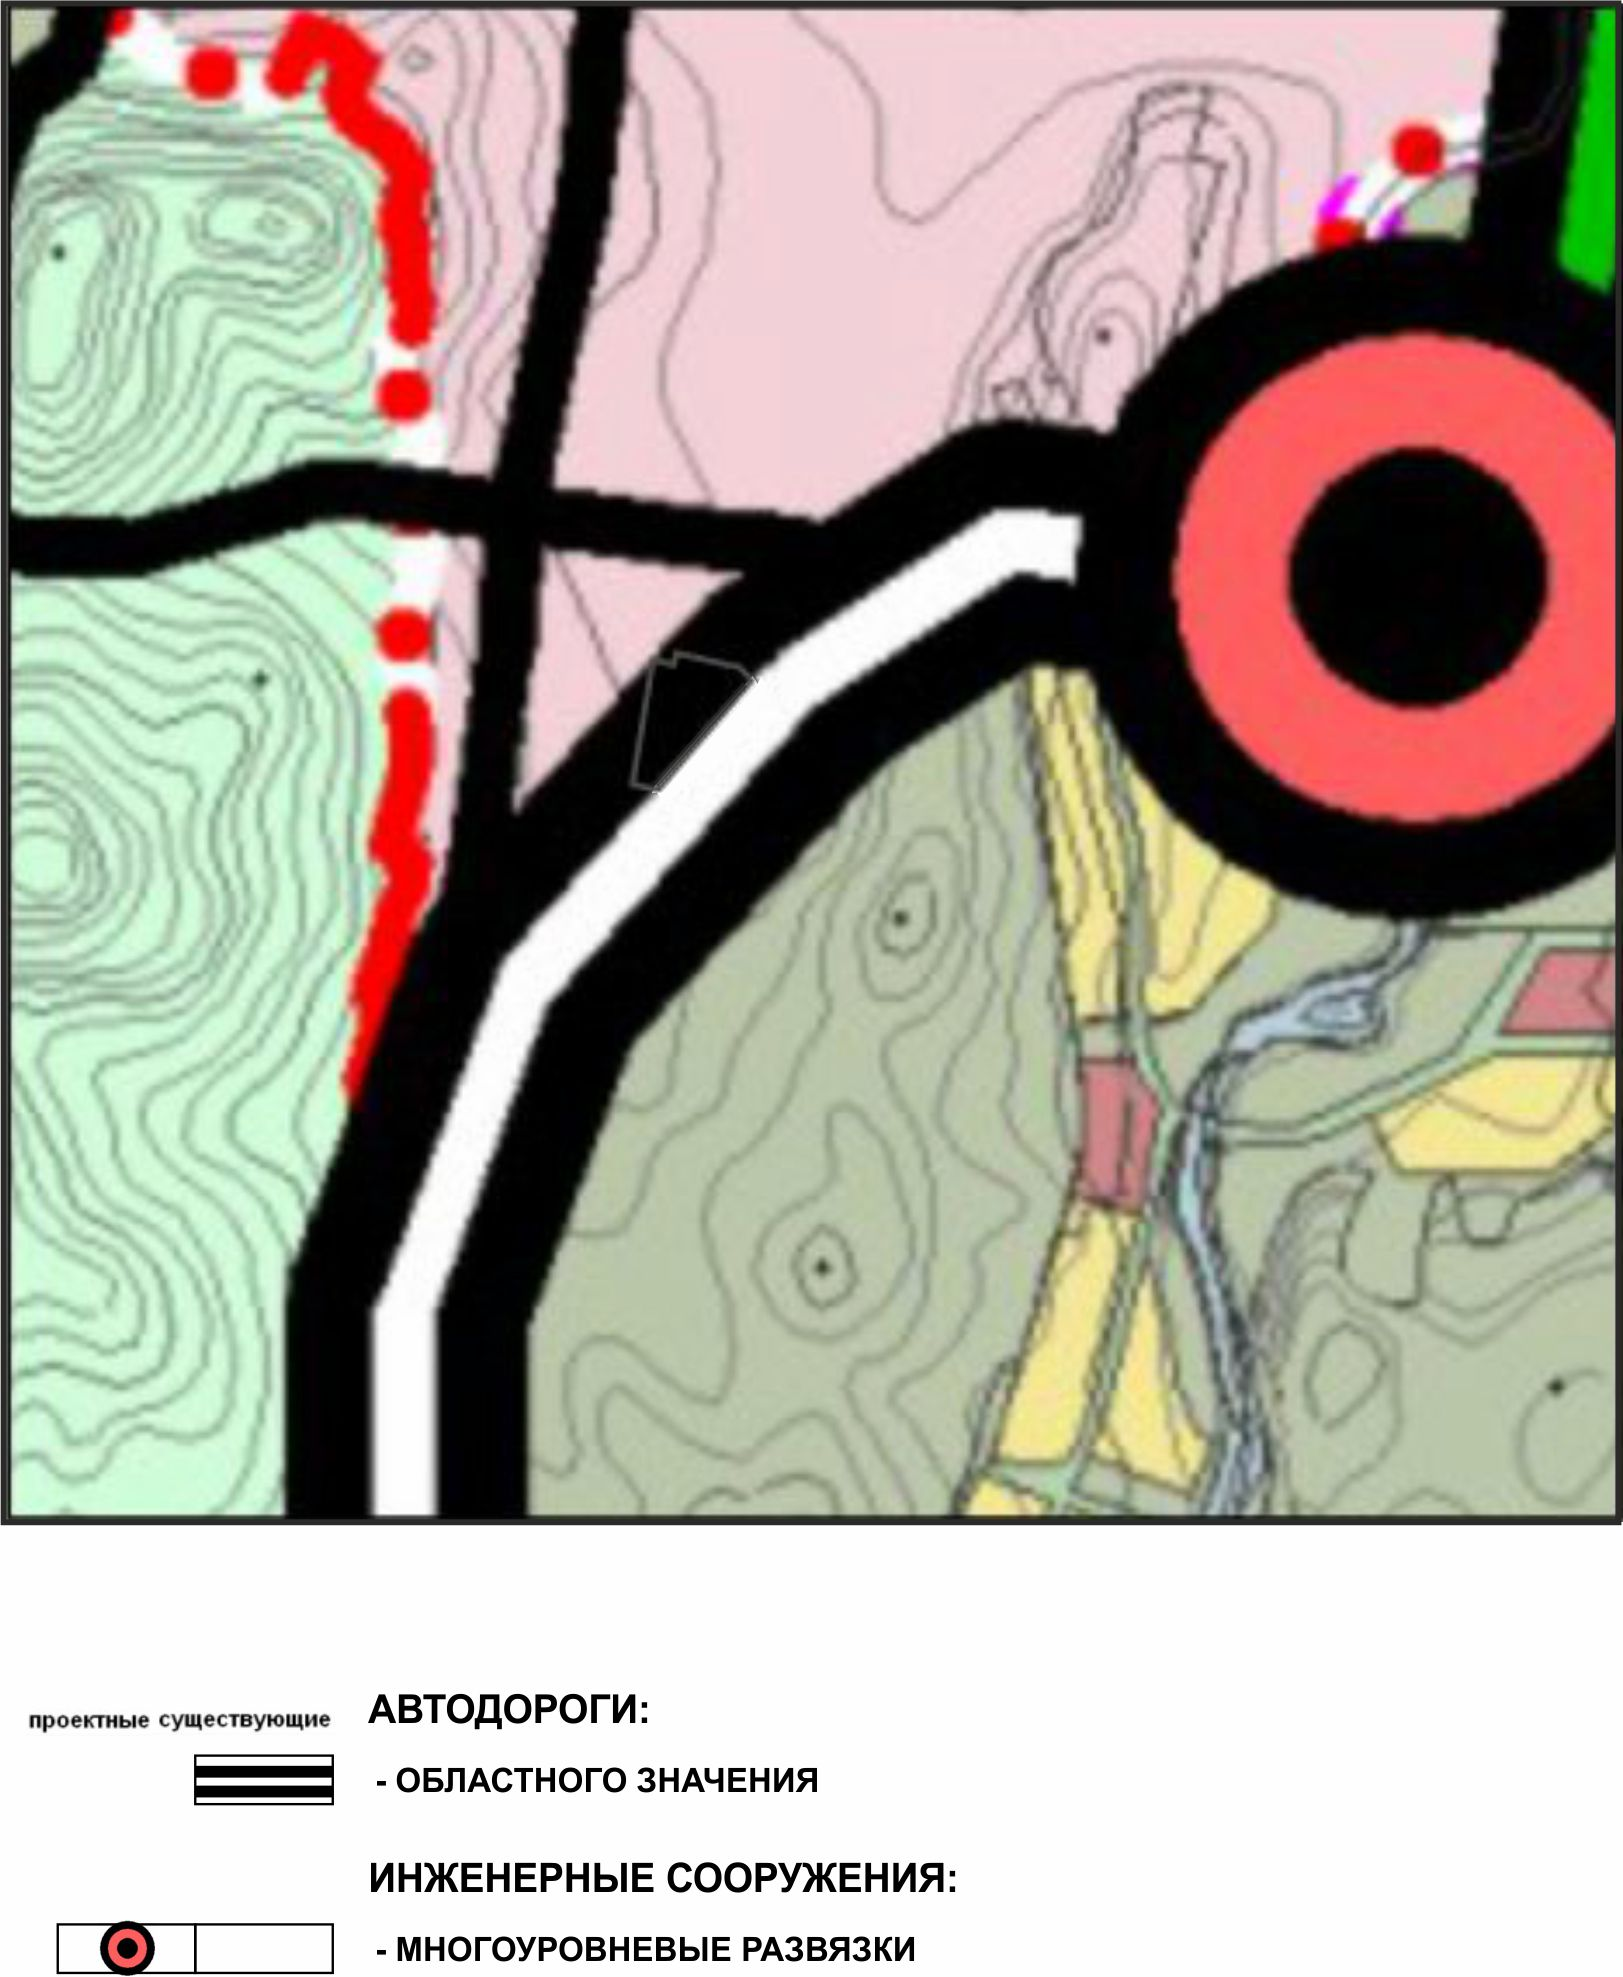 проектные существующие АВТОДОРОГИ:
- ОБЛАСТНОГО ЗНАЧЕНИЯ
ИНЖЕНЕРНЫЕ СООРУЖЕНИЯ:
- МНОГОУРОВНЕВЫЕ РАЗВЯЗКИ